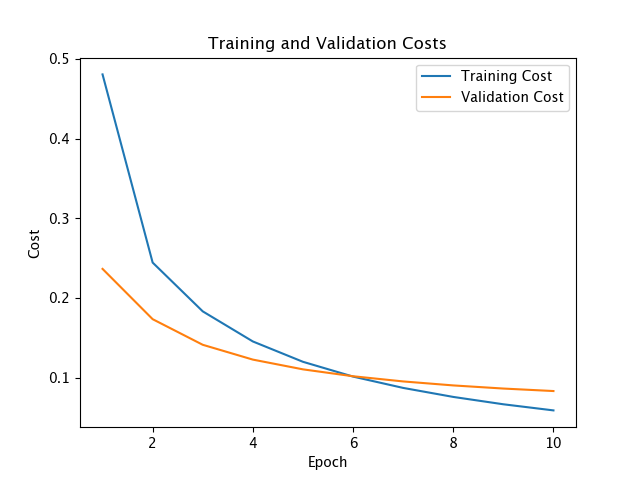 Training and Validation Costs
Training Cost
Validation Cost
Cost
0.5
0.4
0.3
0.2
0.1
2 4 6 8 10
Epoch